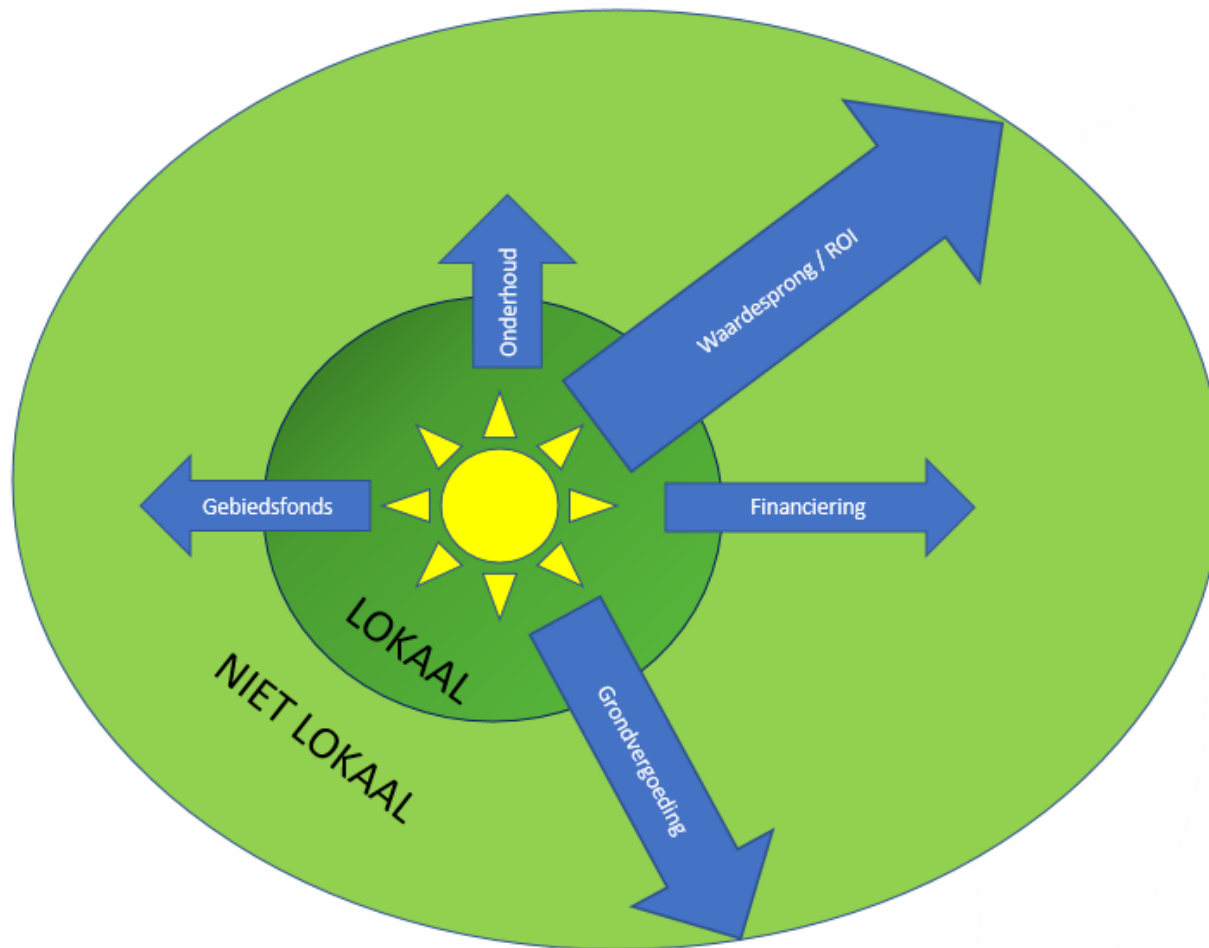 Onderhoud
Waardesprong / ROI
Gebiedsfonds
Financiering
LOKAAL
NIET LOKAAL
Grondvergoeding